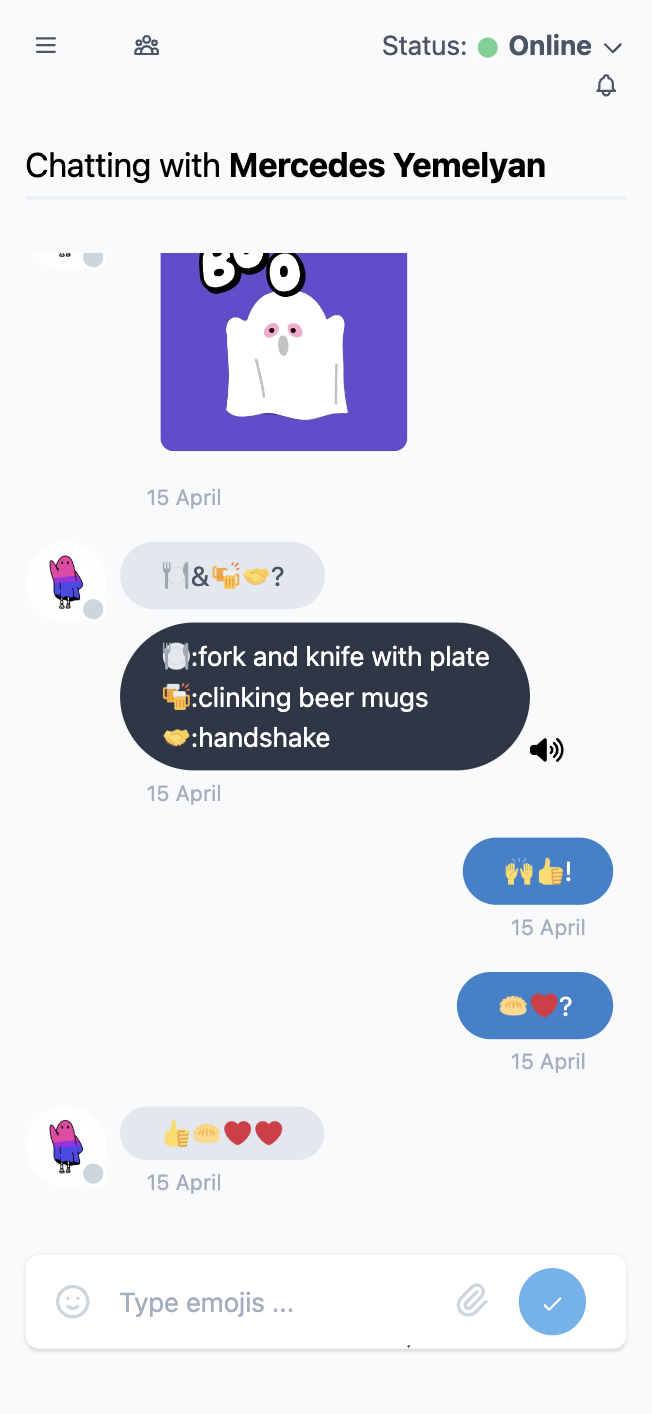 Status: Online
Chatting with Mercedes Yemelyan
BOO
15 April
🍽️&🍻🤝?
🍽️:fork and knife with plate
🍻:clinking beer mugs
🤝:handshake
15 April
🙌👍!
15 April
🥟❤️?
15 April
👍🥟❤️❤️
15 April
Type emojis ...